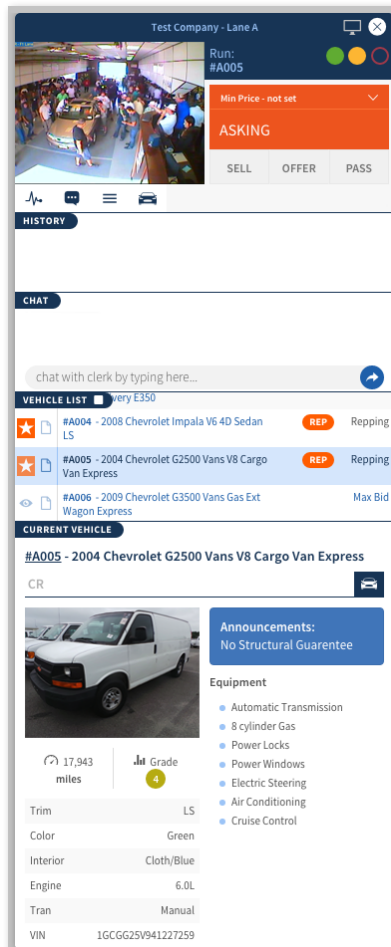 Test Company - Lane A
Run:
#A005
Min Price - not set
ASKING
SELL OFFER PASS
HISTORY
CHAT
chat with clerk by typing here...
VEHICLE LIST very E350
#A004 - 2008 Chevrolet Impala V6 4D Sedan REP Repping
LS
#A005 - 2004 Chevrolet G2500 Vans V8 Cargo REP Repping
Van Express
#A006 - 2009 Chevrolet G3500 Vans Gas Ext Max Bid
Wagon Express
CURRENT VEHICLE
#A005 - 2004 Chevrolet G2500 Vans V8 Cargo Van Express
CR
Announcements:
No Structural Guarentee
Equipment
Automatic Transmission
8 cylinder Gas
Power Locks
Power Windows
Electric Steering
Air Conditioning
Cruise Control
17,943
miles
Grade
4
Trim LS
Color Green
Interior Cloth/Blue
Engine 6.0L
Tran Manual
VIN 1GCGG25V941227259